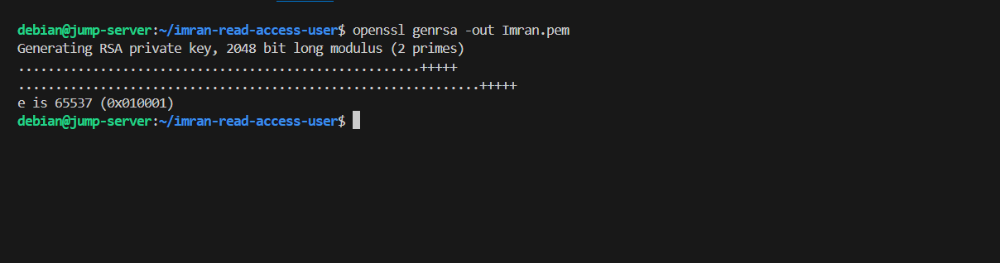 debian@jump-server:~/imran-read-access-user$ openssl genrsa -out Imran.pem
Generating RSA private key, 2048 bit long modulus (2 primes)
......................................................+++++
..............................................................+++++
e is 65537 (0x010001)
debian@jump-server:~/imran-read-access-user$